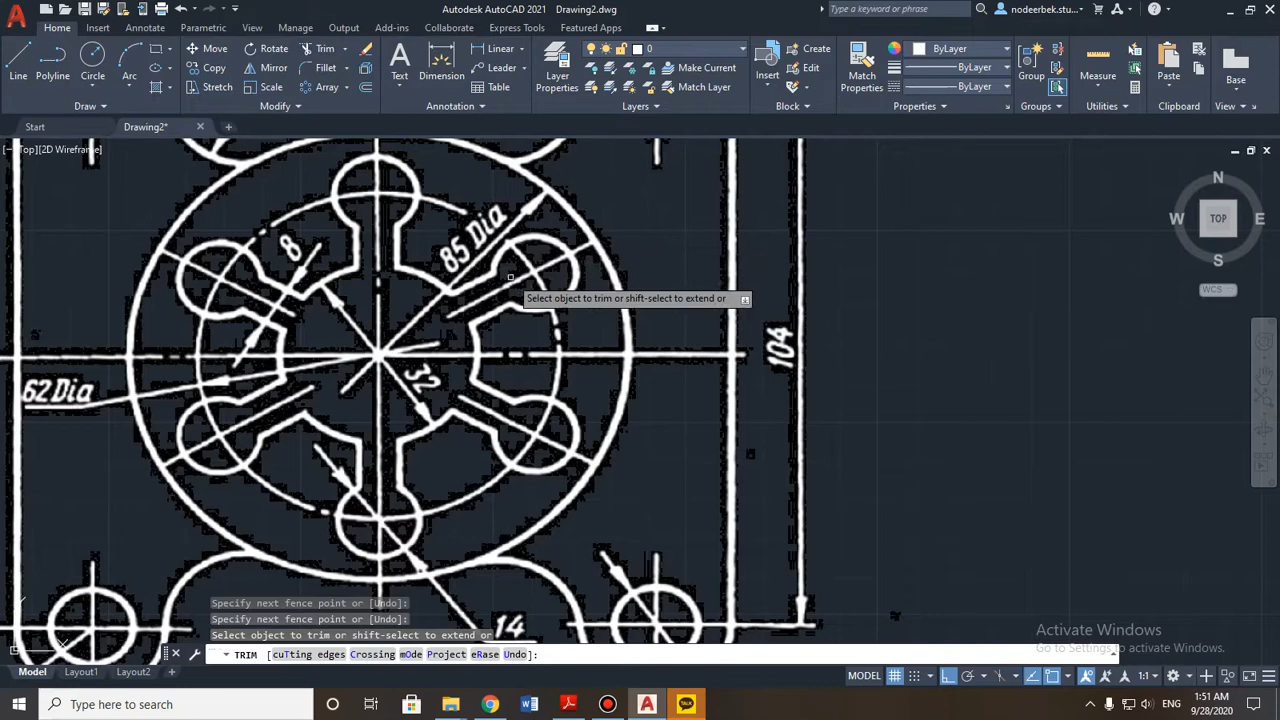 Autodesk AutoCAD 2021 Drawing2.dwg
Type a keyword or phrase
nodeerbek.stu...
Home Insert Annotate Parametric View Manage Output Add-ins Collaborate Express Tools Featured Apps
Line Polyline Circle Arc
Move Rotate Trim
Copy Mirror Fillet
Stretch Scale Array
Text Dimension
Linear
Leader
Table
Layer Properties
0
Make Current
Match Layer
Insert
Create
Edit
Match Properties
ByLayer
ByLayer
ByLayer
Group
Measure
Paste
Base
Draw Modify Annotation Layers Block Properties Groups Utilities Clipboard View
Start Drawing2*
[–][Top][2D Wireframe]
N
W TOP E
S
WCS
8
85 Dia
Select object to trim or shift-select to extend or
104
32
62Dia
14
Specify next fence point or [Undo]:
Specify next fence point or [Undo]:
Select object to trim or shift-select to extend or
TRIM [cuTting edges Crossing mOde Project eRase Undo]:
Activate Windows
Go to Settings to activate Windows.
Model Layout1 Layout2 +
MODEL 1:1
Type here to search
TALK
1:51 AM
9/28/2020